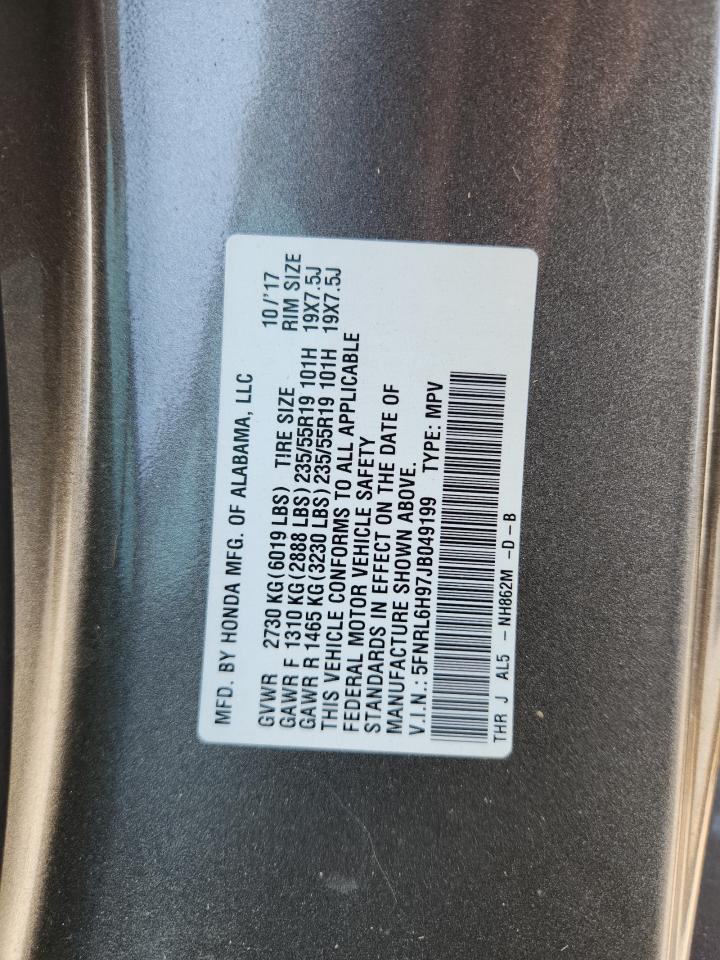 MFD. BY HONDA MFG. OF ALABAMA, LLC 10/'17
GVWR 2730 KG(6019 LBS) TIRE SIZE RIM SIZE
GAWR F 1310 KG(2888 LBS)235/55R19 101H 19X7.5J
GAWR R 1465 KG(3230 LBS)235/55R19 101H 19X7.5J
THIS VEHICLE CONFORMS TO ALL APPLICABLE
FEDERAL MOTOR VEHICLE SAFETY
STANDARDS IN EFFECT ON THE DATE OF
MANUFACTURE SHOWN ABOVE.
V.I.N.: 5FNRL6H97JB049199 TYPE: MPV
THR J AL5 - NH862M -D-B